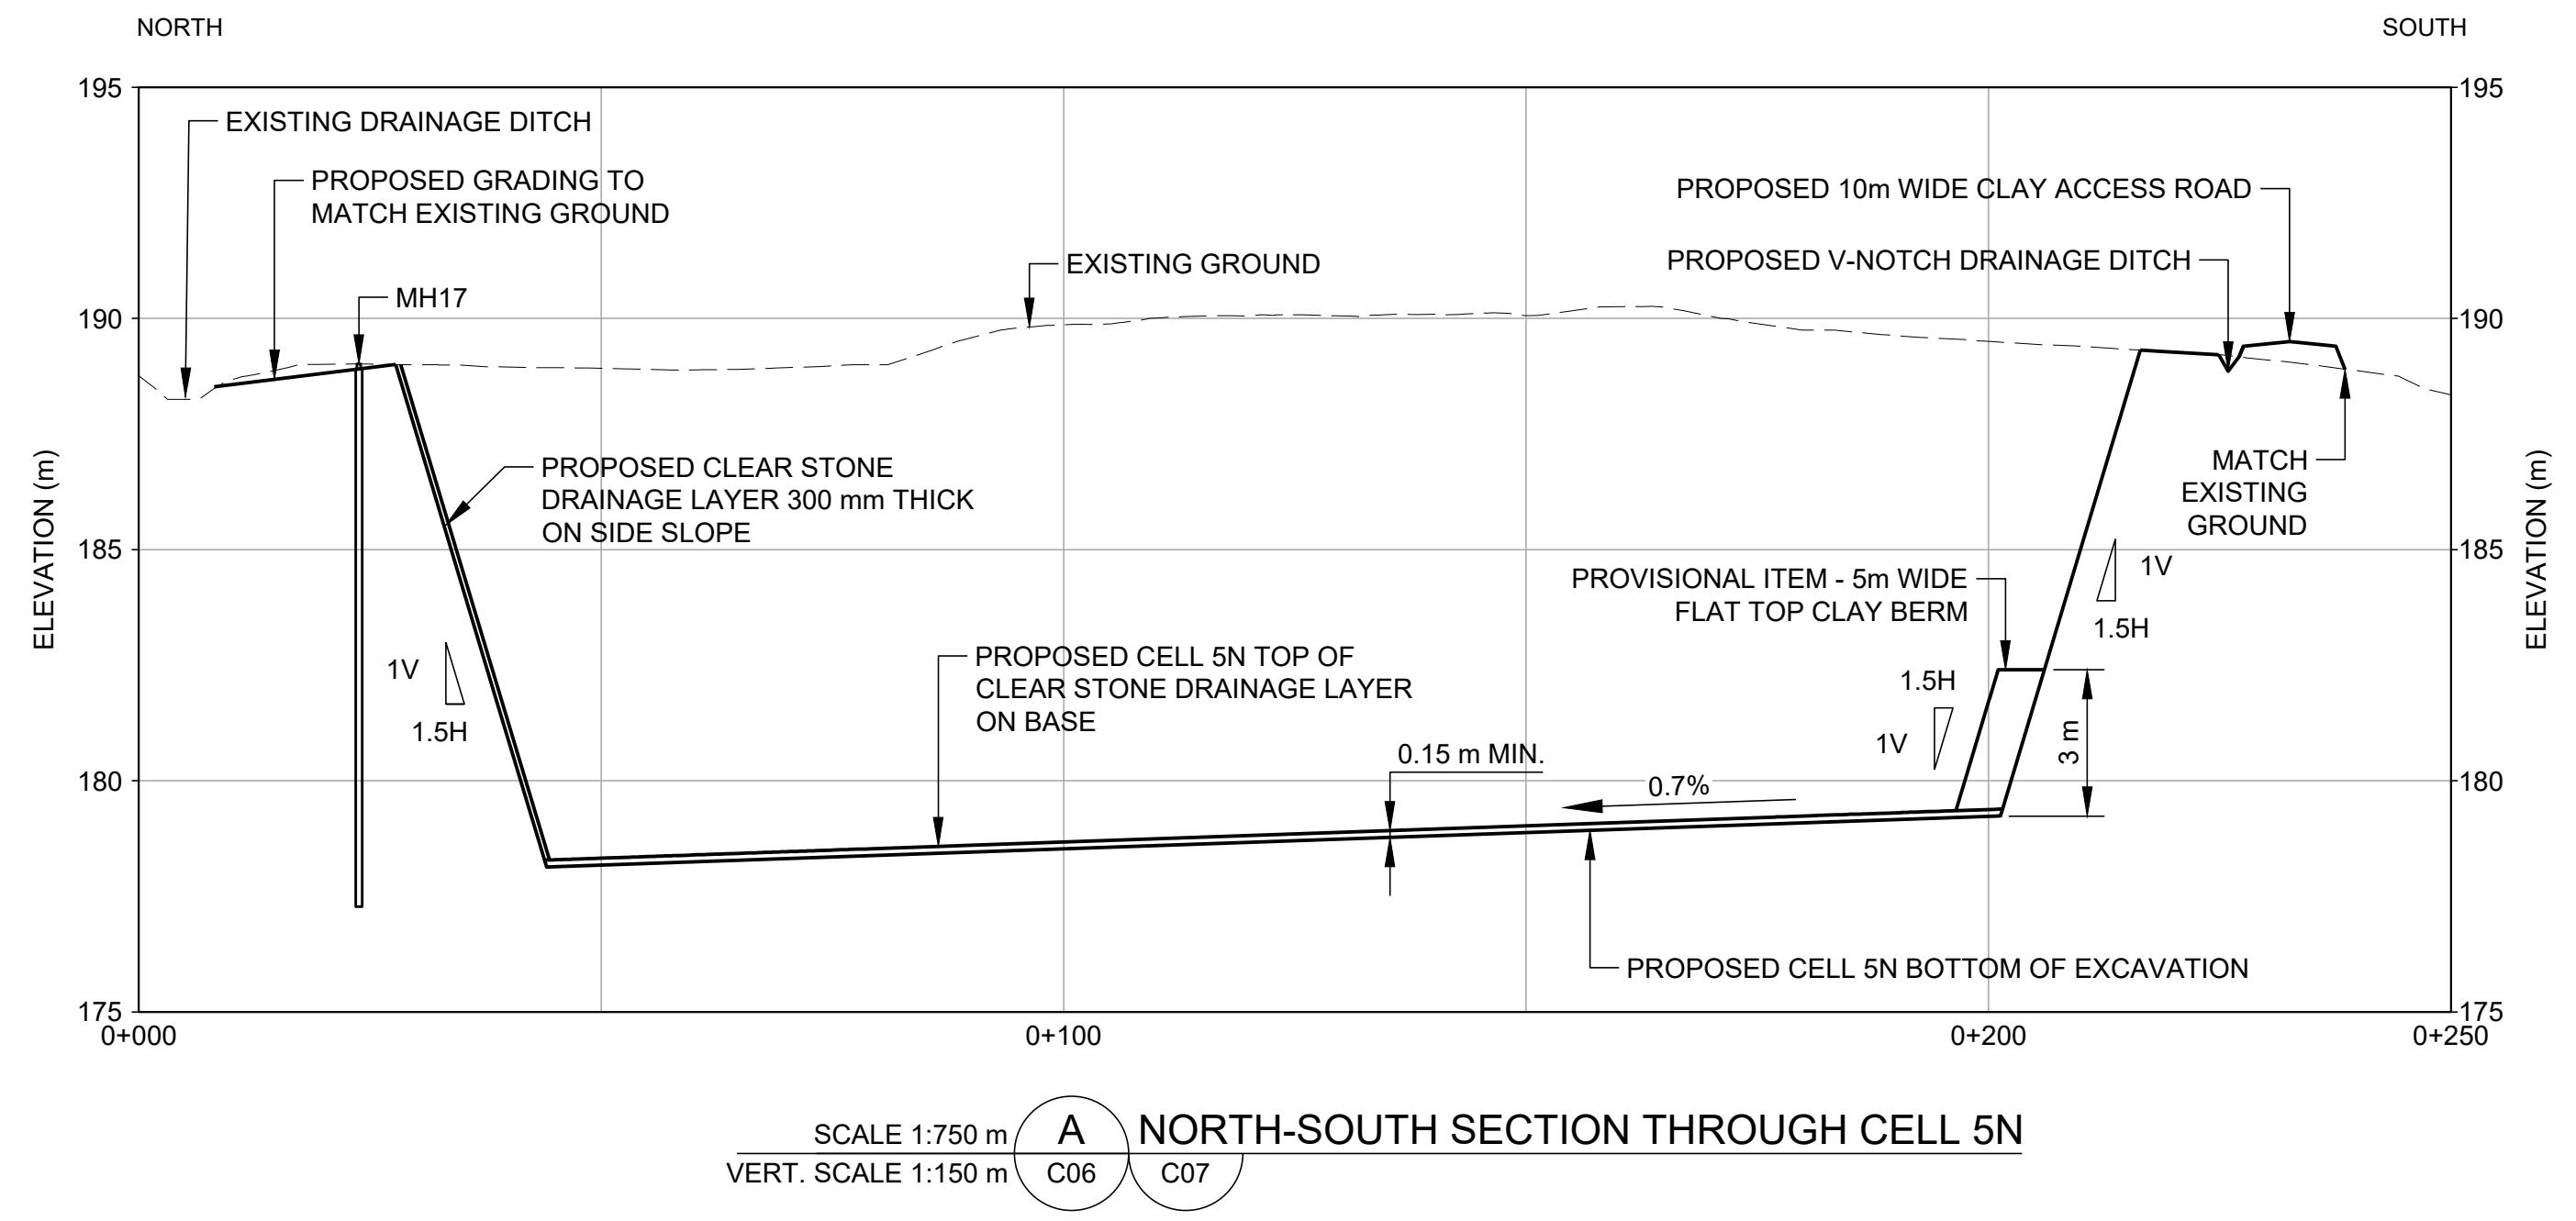 NORTH
SOUTH
195
195
EXISTING DRAINAGE DITCH
PROPOSED GRADING TO
MATCH EXISTING GROUND
PROPOSED 10m WIDE CLAY ACCESS ROAD
PROPOSED V-NOTCH DRAINAGE DITCH
EXISTING GROUND
MH17
190
190
PROPOSED CLEAR STONE
DRAINAGE LAYER 300 mm THICK
ON SIDE SLOPE
MATCH
EXISTING
GROUND
ELEVATION (m)
ELEVATION (m)
185
185
1V
1.5H
PROVISIONAL ITEM - 5m WIDE
FLAT TOP CLAY BERM
1V
1.5H
PROPOSED CELL 5N TOP OF
CLEAR STONE DRAINAGE LAYER
ON BASE
1.5H
1V
3 m
0.15 m MIN.
0.7%
180
180
PROPOSED CELL 5N BOTTOM OF EXCAVATION
175
175
0+000
0+100
0+200
0+250
SCALE 1:750 m
VERT. SCALE 1:150 m
A
C06
C07
NORTH-SOUTH SECTION THROUGH CELL 5N